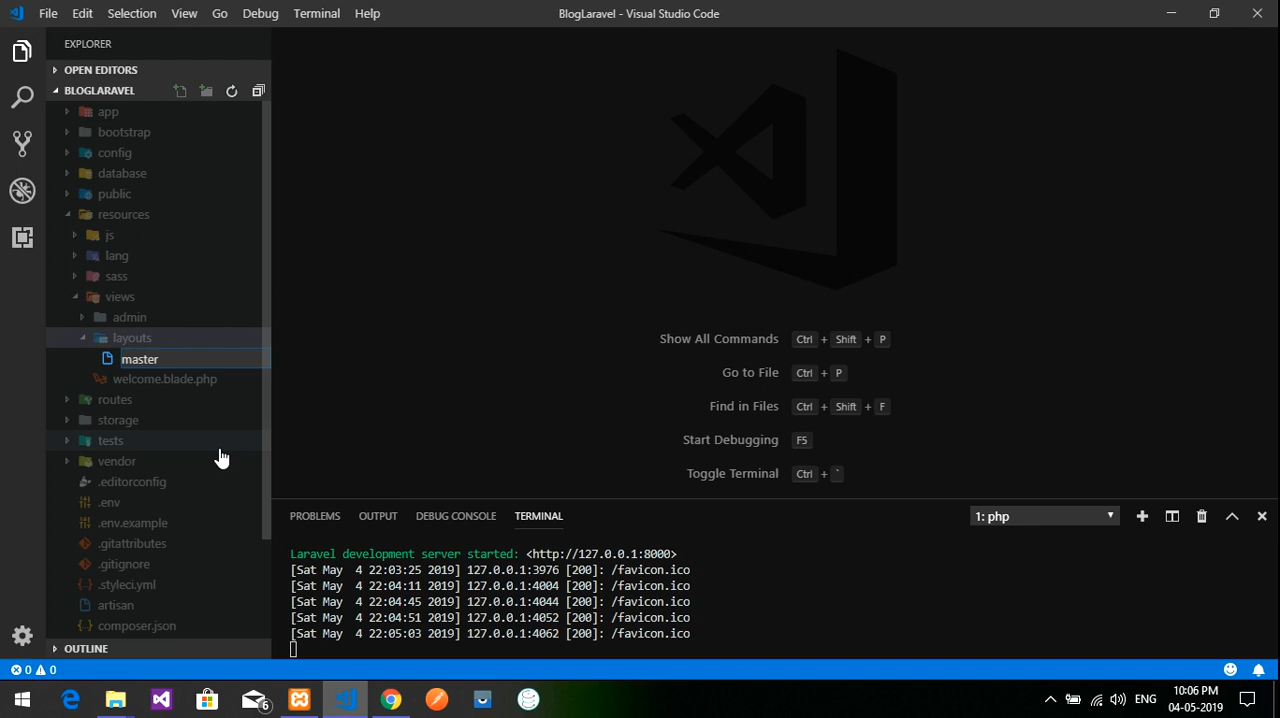 File Edit Selection View Go Debug Terminal Help BlogLaravel - Visual Studio Code
EXPLORER
OPEN EDITORS
BLOGLARAVEL
app
bootstrap
config
database
public
resources
js
lang
sass
views
admin
layouts
master
welcome.blade.php
routes
storage
tests
vendor
.editorconfig
.env
.env.example
.gitattributes
.gitignore
.styleci.yml
artisan
composer.json
OUTLINE
Show All Commands Ctrl + Shift + P
Go to File Ctrl + P
Find in Files Ctrl + Shift + F
Start Debugging F5
Toggle Terminal Ctrl + `
PROBLEMS OUTPUT DEBUG CONSOLE TERMINAL 1: php
Laravel development server started: <http://127.0.0.1:8000>
[Sat May  4 22:03:25 2019] 127.0.0.1:3976 [200]: /favicon.ico
[Sat May  4 22:04:11 2019] 127.0.0.1:4004 [200]: /favicon.ico
[Sat May  4 22:04:45 2019] 127.0.0.1:4044 [200]: /favicon.ico
[Sat May  4 22:04:51 2019] 127.0.0.1:4052 [200]: /favicon.ico
[Sat May  4 22:05:03 2019] 127.0.0.1:4062 [200]: /favicon.ico
0 0
6
ENG
10:06 PM
04-05-2019